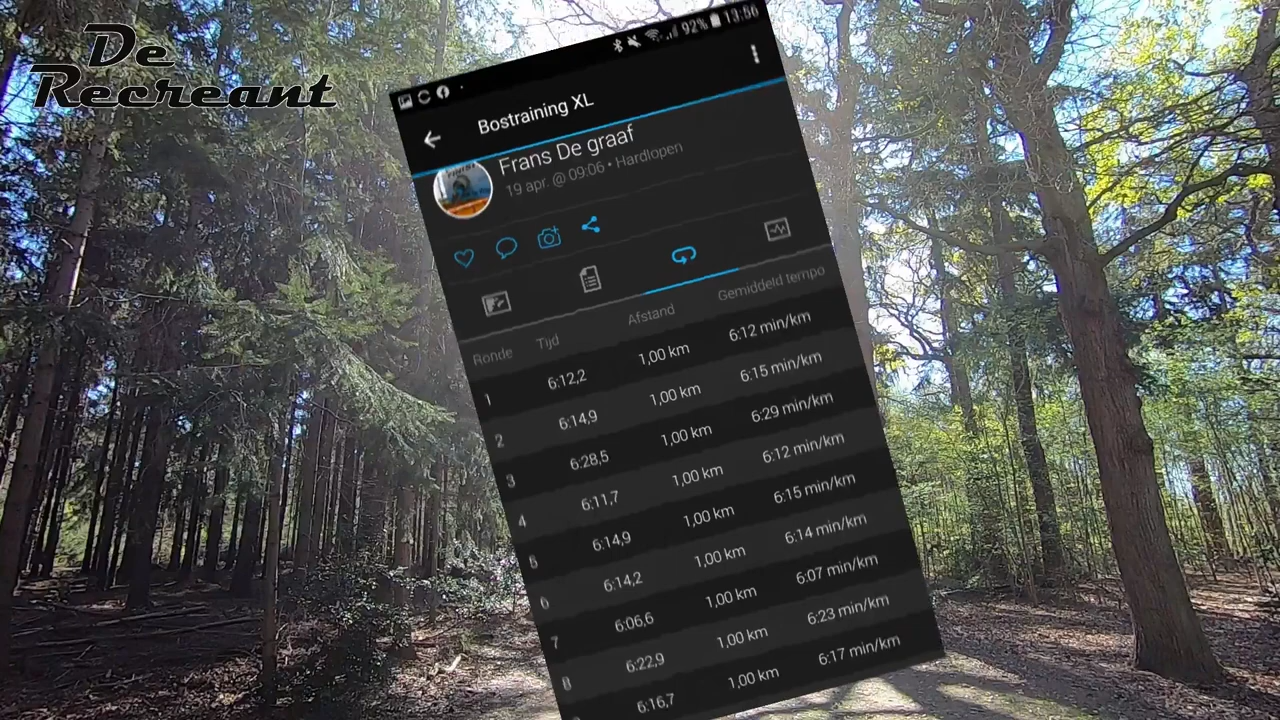 De
Recreant
92% 13:56
Bostraining XL
Frans De graaf
19 apr. @ 09:06 • Hardlopen
Ronde Tijd Afstand Gemiddeld tempo
1 6:12,2 1,00 km 6:12 min/km
2 6:14,9 1,00 km 6:15 min/km
3 6:28,5 1,00 km 6:29 min/km
4 6:11,7 1,00 km 6:12 min/km
5 6:14,9 1,00 km 6:15 min/km
6 6:14,2 1,00 km 6:14 min/km
7 6:06,6 1,00 km 6:07 min/km
8 6:22,9 1,00 km 6:23 min/km
6:16,7 1,00 km 6:17 min/km